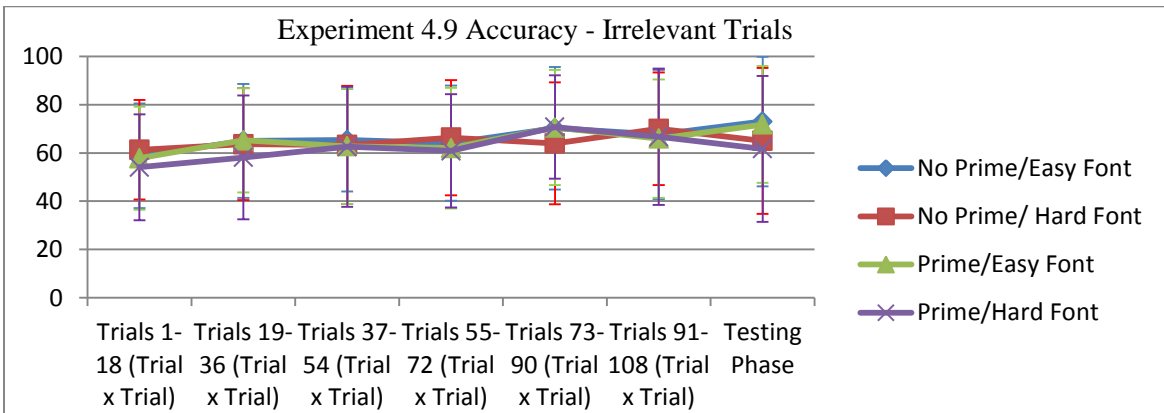 Experiment 4.9 Accuracy - Irrelevant Trials
100
80
60
40
20
0
Trials 1-
18 (Trial
x Trial)
Trials 19-
36 (Trial
x Trial)
Trials 37-
54 (Trial
x Trial)
Trials 55-
72 (Trial
x Trial)
Trials 73-
90 (Trial
x Trial)
Trials 91-
108 (Trial
x Trial)
Testing
Phase
No Prime/Easy Font
No Prime/ Hard Font
Prime/Easy Font
Prime/Hard Font